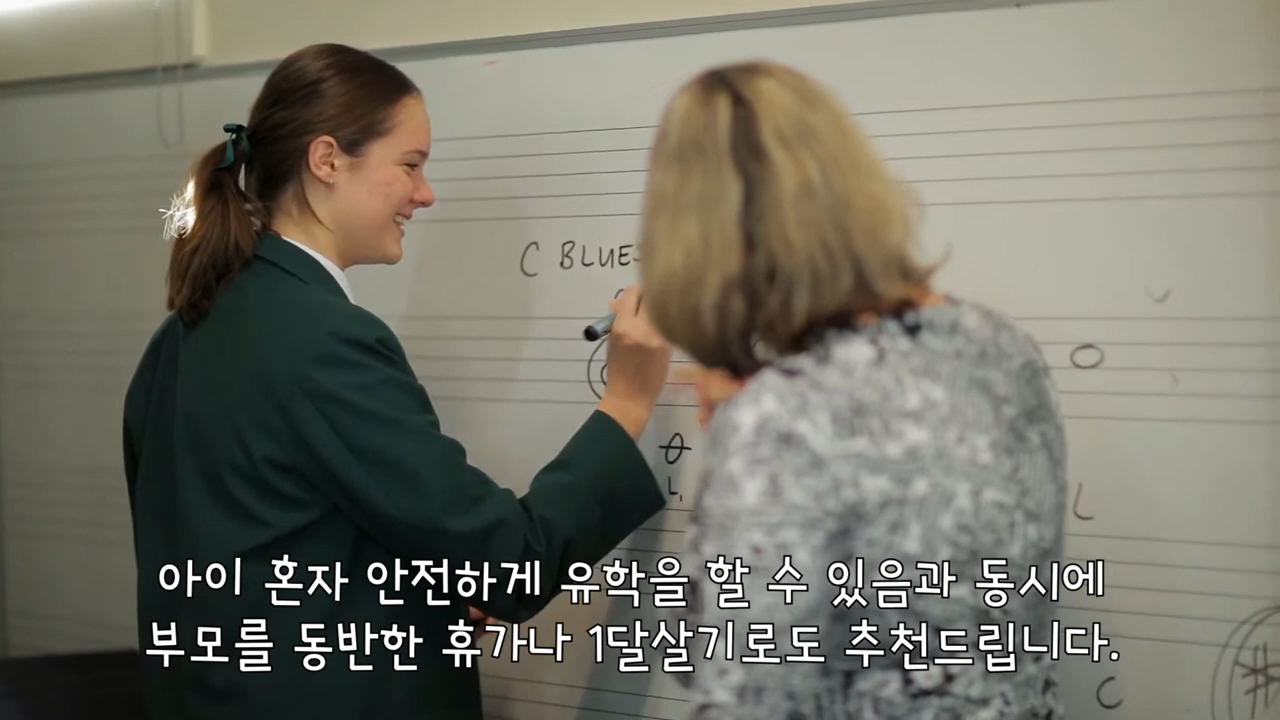 C BLUES
O
L
L
C
아이 혼자 안전하게 유학을 할 수 있음과 동시에
부모를 동반한 휴가나 1달살기로도 추천드립니다.